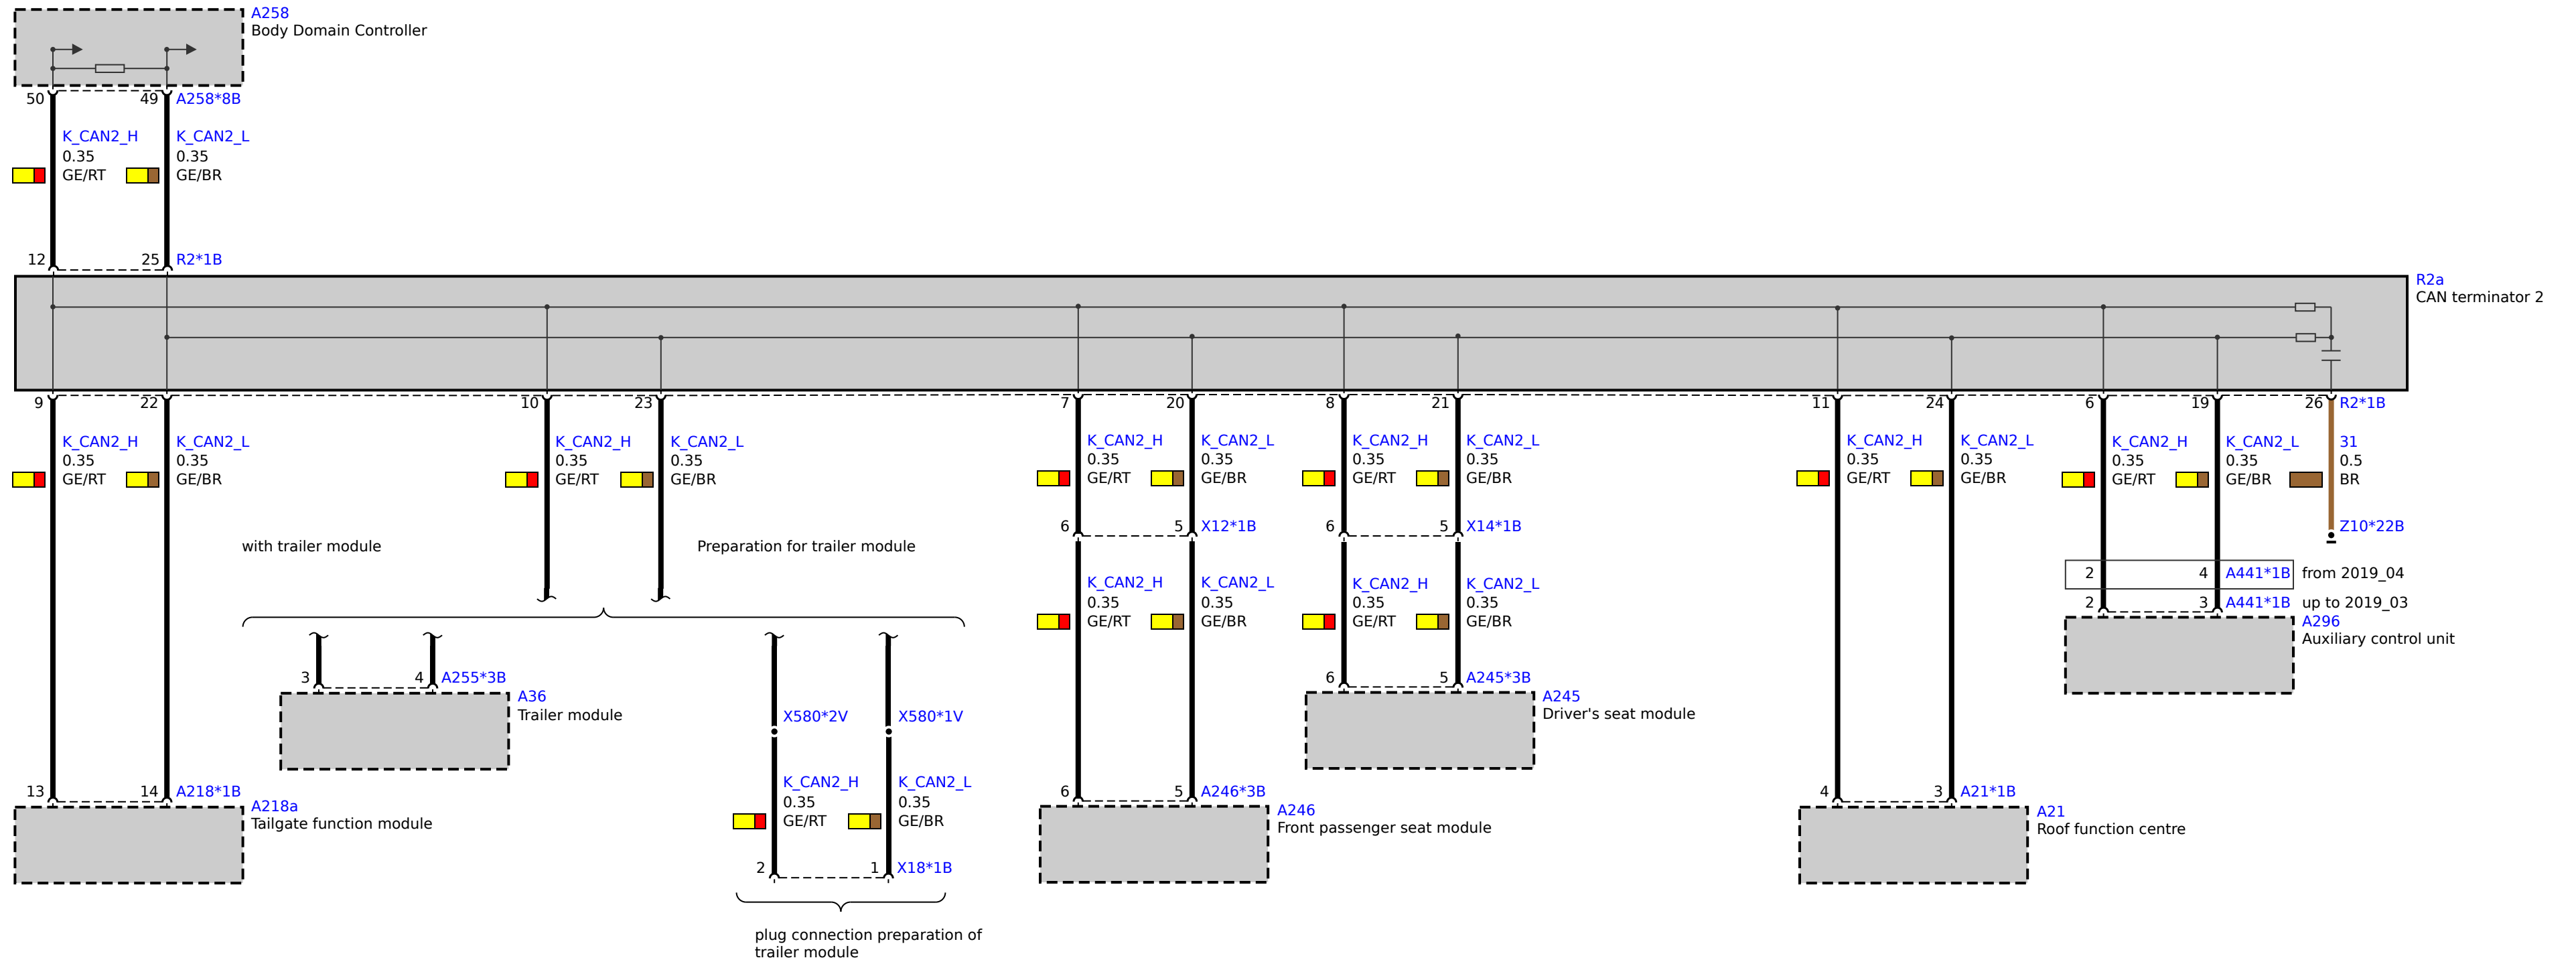 A258
Body Domain Controller
50 49 A258*8B
K_CAN2_H K_CAN2_L
0.35 0.35
GE/RT GE/BR
12 25 R2*1B
R2a
CAN terminator 2
9 22 10 23 7 20 8 21 11 24 6 19 26 R2*1B
K_CAN2_H K_CAN2_L K_CAN2_H K_CAN2_L K_CAN2_H K_CAN2_L K_CAN2_H K_CAN2_L K_CAN2_H K_CAN2_L K_CAN2_H K_CAN2_L 31
0.35 0.35 0.35 0.35 0.35 0.35 0.35 0.35 0.35 0.35 0.35 0.35 0.5
GE/RT GE/BR GE/RT GE/BR GE/RT GE/BR GE/RT GE/BR GE/RT GE/BR GE/RT GE/BR BR
6 5 X12*1B 6 5 X14*1B Z10*22B
with trailer module Preparation for trailer module
2 4 A441*1B from 2019_04
K_CAN2_H K_CAN2_L K_CAN2_H K_CAN2_L
0.35 0.35 0.35 0.35
2 3 A441*1B up to 2019_03
GE/RT GE/BR GE/RT GE/BR
A296
Auxiliary control unit
3 4 A255*3B 6 5 A245*3B
A36 A245
Trailer module Driver's seat module
X580*2V X580*1V
K_CAN2_H K_CAN2_L
13 14 A218*1B 6 5 A246*3B 4 3 A21*1B
0.35 0.35
A218a A246 A21
Tailgate function module GE/RT GE/BR Front passenger seat module Roof function centre
2 1 X18*1B
plug connection preparation of
trailer module